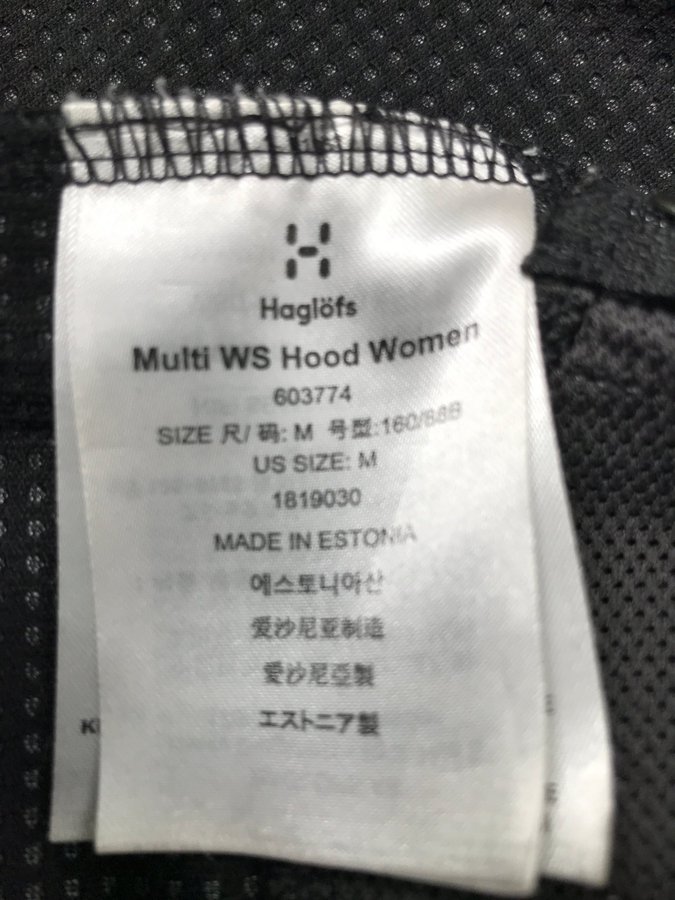 Haglöfs
Multi WS Hood Women
603774
SIZE 尺/ 码: M 号型:160/68B
US SIZE: M
1819030
MADE IN ESTONIA
에스토니아산
爱沙尼亚制造
愛沙尼亞製
エストニア製